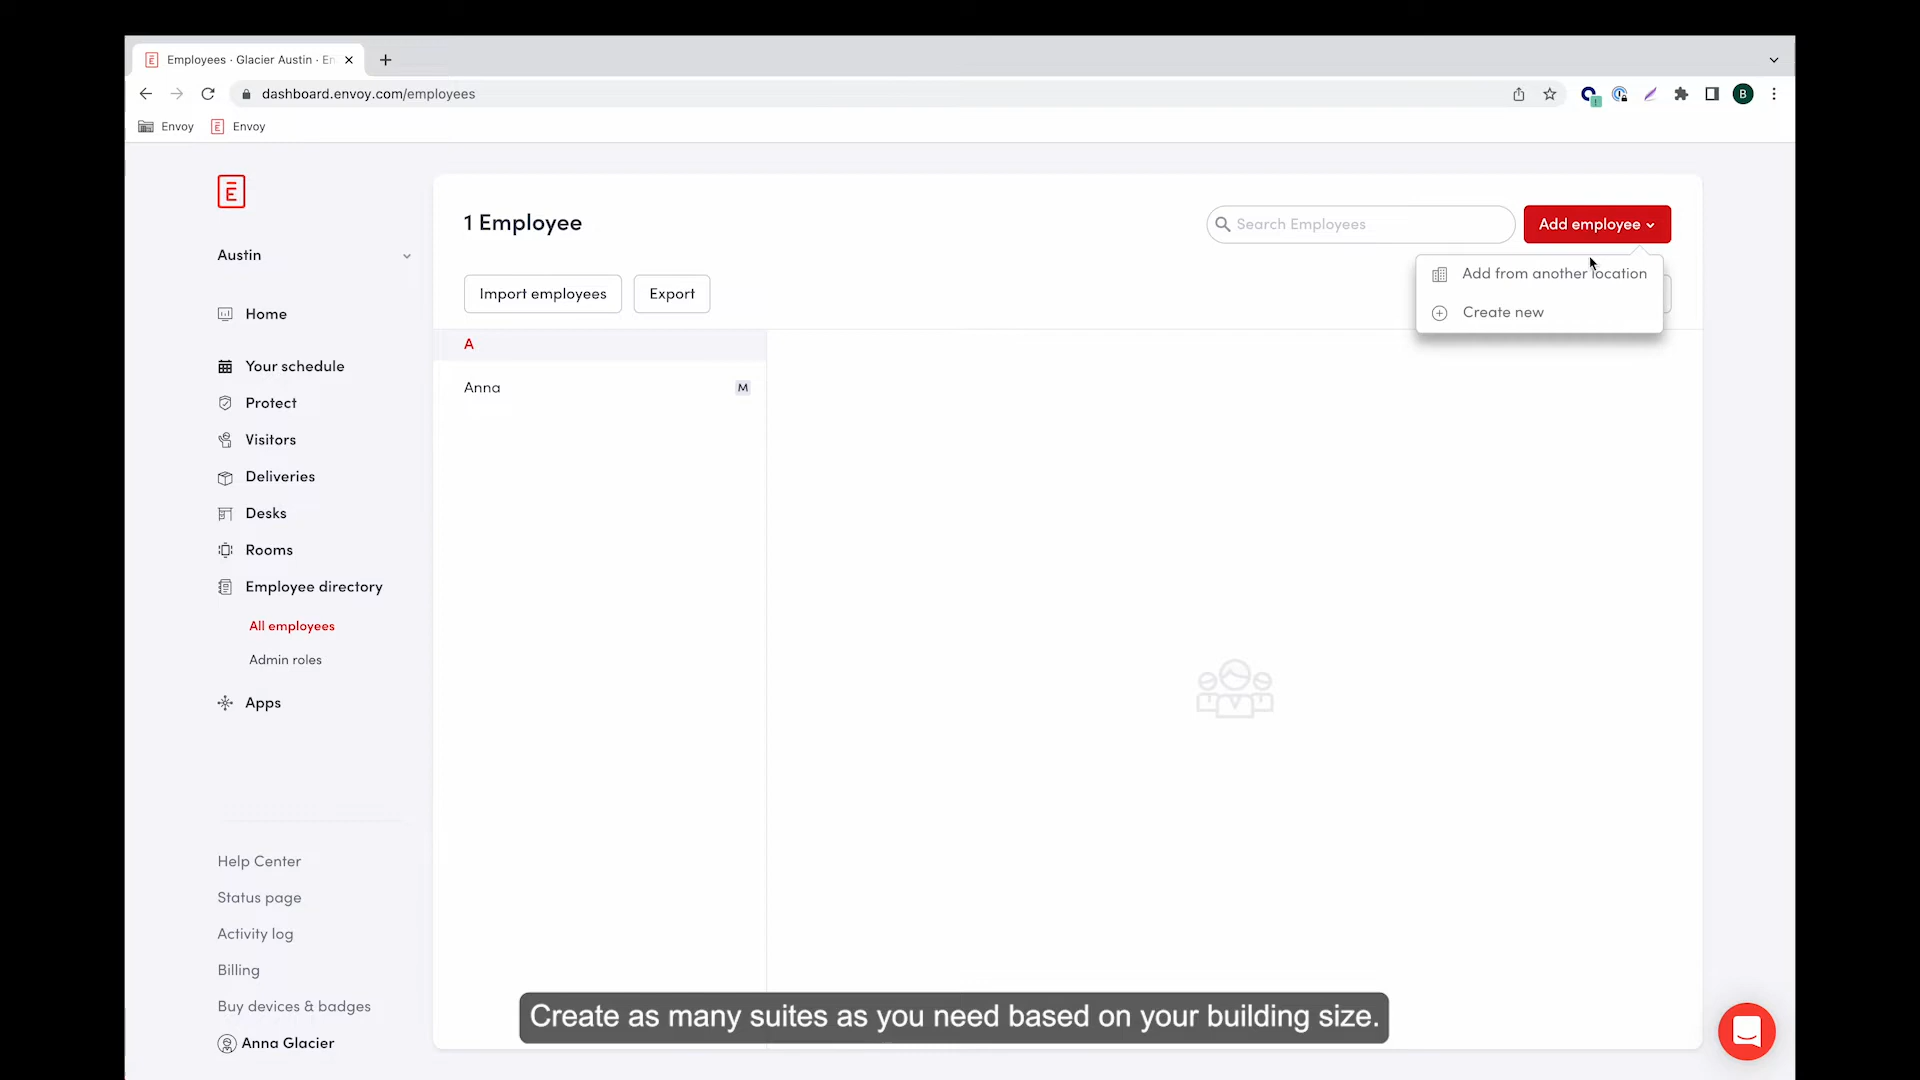 Employees · Glacier Austin · En
dashboard.envoy.com/employees
B
Envoy
Envoy
Austin
Home
Your schedule
Protect
Visitors
Deliveries
Desks
Rooms
Employee directory
All employees
Admin roles
Apps
Help Center
Status page
Activity log
Billing
Buy devices & badges
Anna Glacier
1 Employee
Search Employees
Add employee
Add from another location
Create new
Import employees
Export
A
Anna
M
Create as many suites as you need based on your building size.